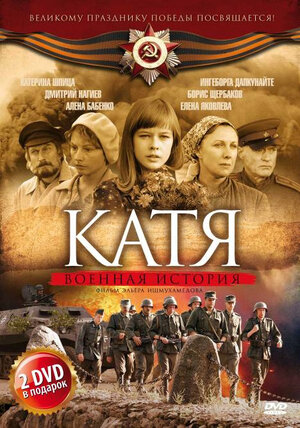 ВЕЛИКОМУ ПРАЗДНИКУ ПОБЕДЫ ПОСВЯЩАЕТСЯ!
КАТЕРИНА ШПИЦА
ДМИТРИЙ НАГИЕВ
АЛЕНА БАБЕНКО
ИНГЕБОРГА ДАПКУНАЙТЕ
БОРИС ЩЕРБАКОВ
ЕЛЕНА ЯКОВЛЕВА
КАТЯ
ВОЕННАЯ ИСТОРИЯ
ФИЛЬМ ЭЛЬЁРА ИШМУХАМЕДОВА
2 DVD
в подарок
DVD